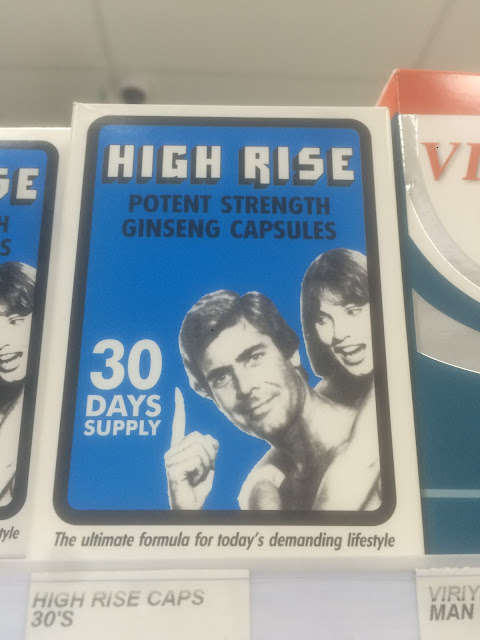 HIGH RISE
POTENT STRENGTH
GINSENG CAPSULES
30
DAYS
SUPPLY
The ultimate formula for today's demanding lifestyle
HIGH RISE CAPS
30'S
MAN